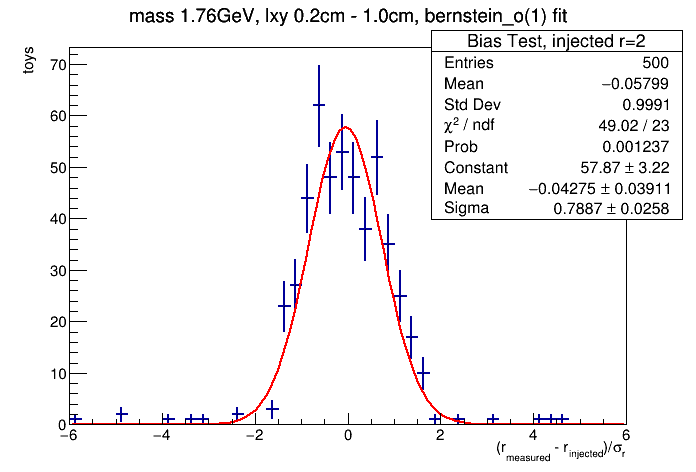 mass 1.76GeV, lxy 0.2cm - 1.0cm, bernstein_o(1) fit
toys
Bias Test, injected r=2
Entries 500
Mean −0.05799
Std Dev 0.9991
χ² / ndf 49.02 / 23
Prob 0.001237
Constant 57.87 ± 3.22
Mean −0.04275 ± 0.03911
Sigma 0.7887 ± 0.0258
70
60
50
40
30
20
10
0
−6 −4 −2 0 2 4 6
(r_measured - r_injected)/σ_r